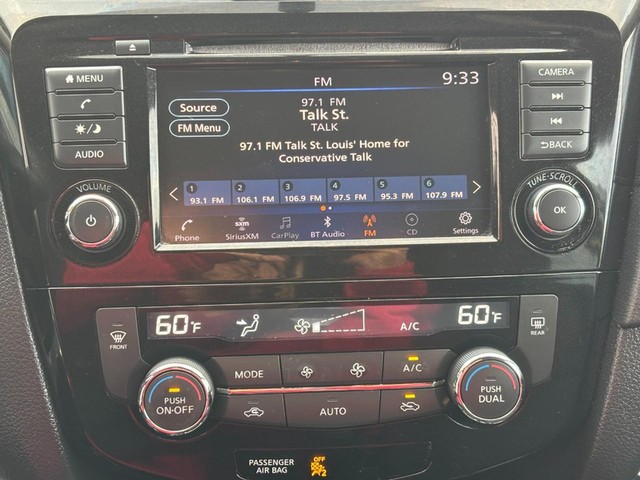 MENU
AUDIO
VOLUME
FM
9:33
Source
FM Menu
97.1 FM
Talk St.
TALK
97.1 FM Talk St. Louis' Home for
Conservative Talk
1 2 3 4 5 6
93.1 FM 106.1 FM 106.9 FM 97.5 FM 95.3 FM 107.9 FM
Phone
sxm
SiriusXM
CarPlay
BT Audio
FM
CD
Settings
CAMERA
BACK
TUNE·SCROLL
OK
FRONT
60°F
A/C
60°F
REAR
PUSH
ON-OFF
MODE
A/C
AUTO
PUSH
DUAL
PASSENGER
AIR BAG
OFF
2